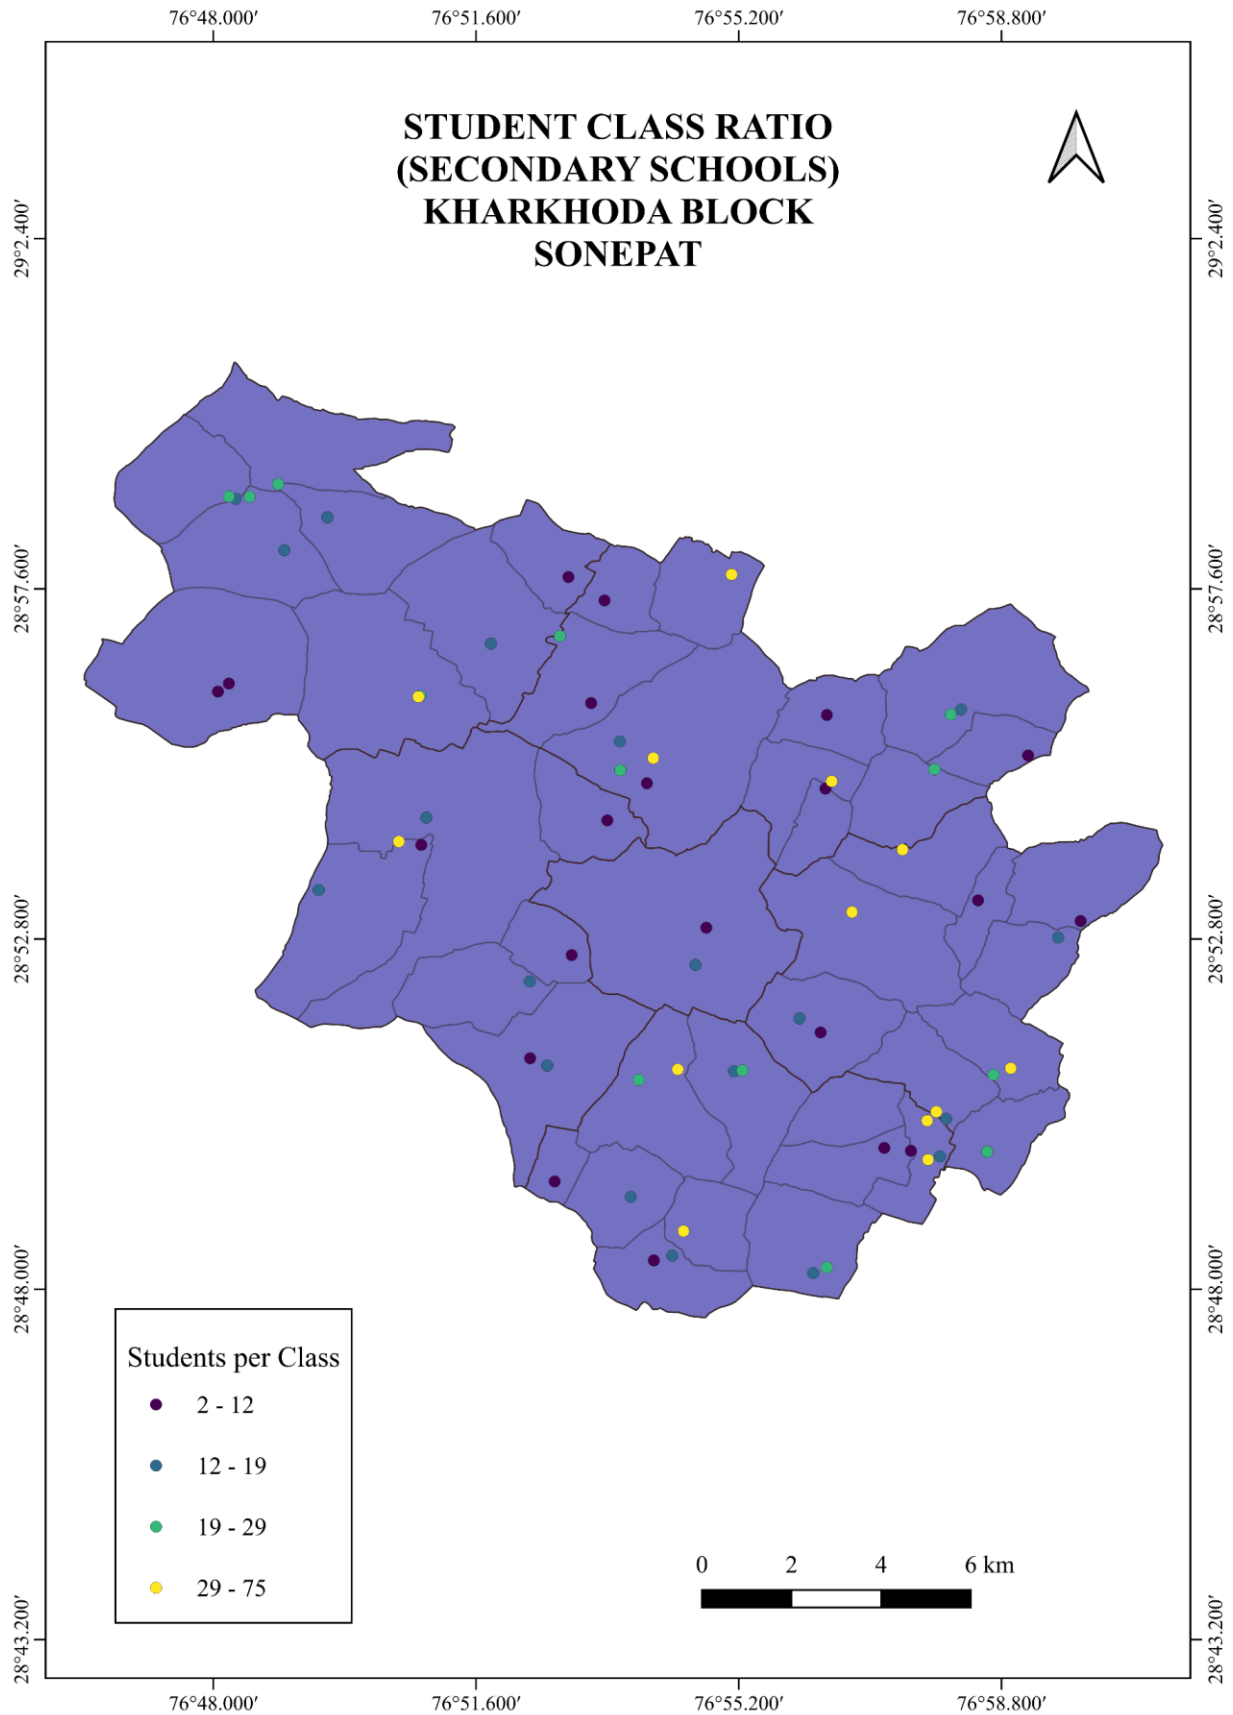 76°48.000′ 76°51.600′ 76°55.200′ 76°58.800′
STUDENT CLASS RATIO
(SECONDARY SCHOOLS)
KHARKHODA BLOCK
SONEPAT
29°2.400′ 29°2.400′
28°57.600′ 28°57.600′
28°52.800′ 28°52.800′
28°48.000′ 28°48.000′
Students per Class
2 - 12
12 - 19
19 - 29
29 - 75
0 2 4 6 km
28°43.200′ 28°43.200′
76°48.000′ 76°51.600′ 76°55.200′ 76°58.800′